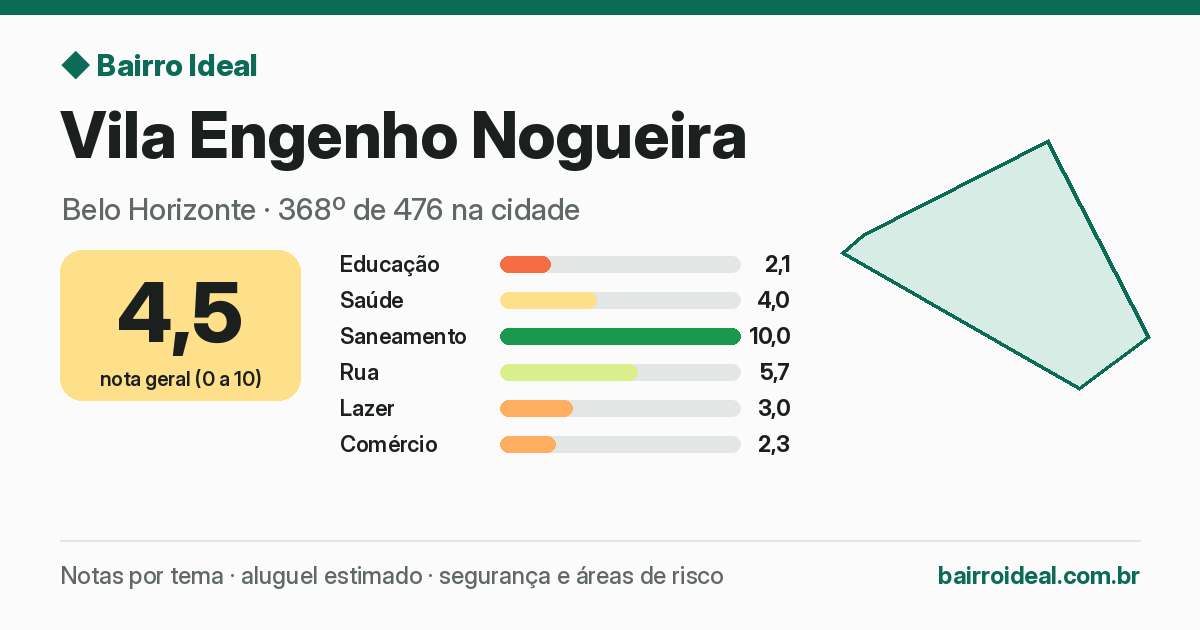 Bairro Ideal
Vila Engenho Nogueira
Belo Horizonte · 368º de 476 na cidade
4,5
nota geral (0 a 10)
Educação 2,1
Saúde 4,0
Saneamento 10,0
Rua 5,7
Lazer 3,0
Comércio 2,3
Notas por tema · aluguel estimado · segurança e áreas de risco
bairroideal.com.br